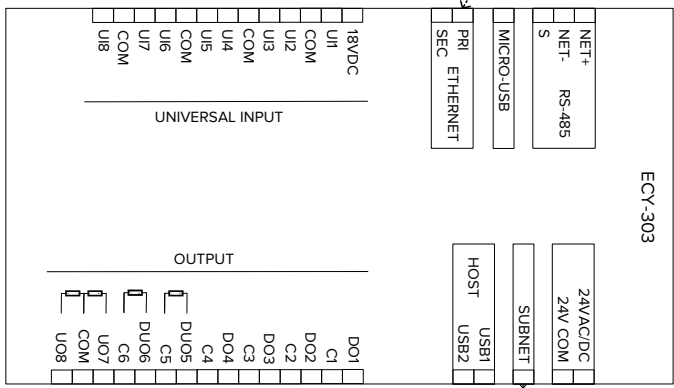 UI8
COM
UI7
UI6
COM
UI5
UI4
COM
UI3
UI2
COM
UI1
18VDC
UNIVERSAL INPUT
SEC
PRI
ETHERNET
MICRO-USB
S
NET-
NET+
RS-485
ECY-303
OUTPUT
UO8
COM
UO7
C6
DUO6
C5
DUO5
C4
DO4
C3
DO3
C2
DO2
C1
DO1
HOST
USB2
USB1
SUBNET
24V COM
24VAC/DC